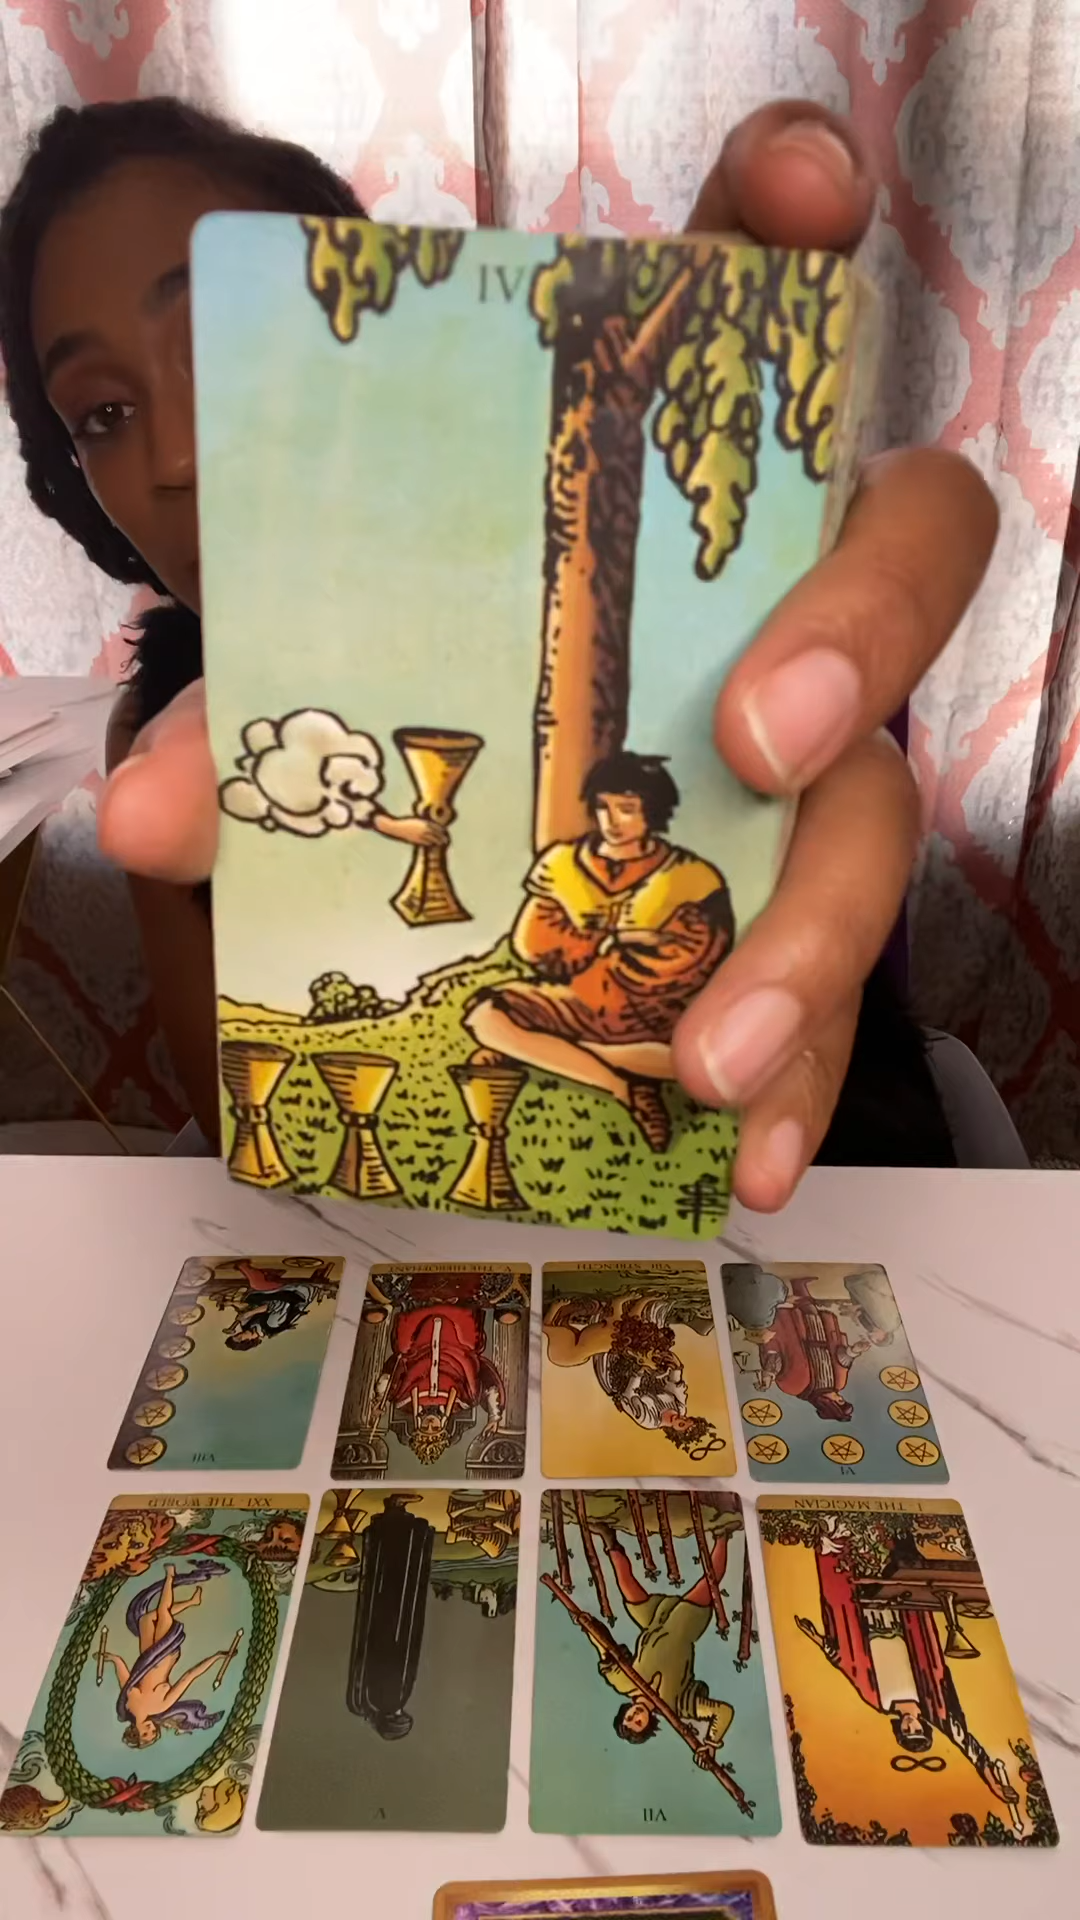 IV
VIII
V · THE HIEROPHANT
VIII STRENGTH
VI
XXI · THE WORLD
V
VII
I · THE MAGICIAN